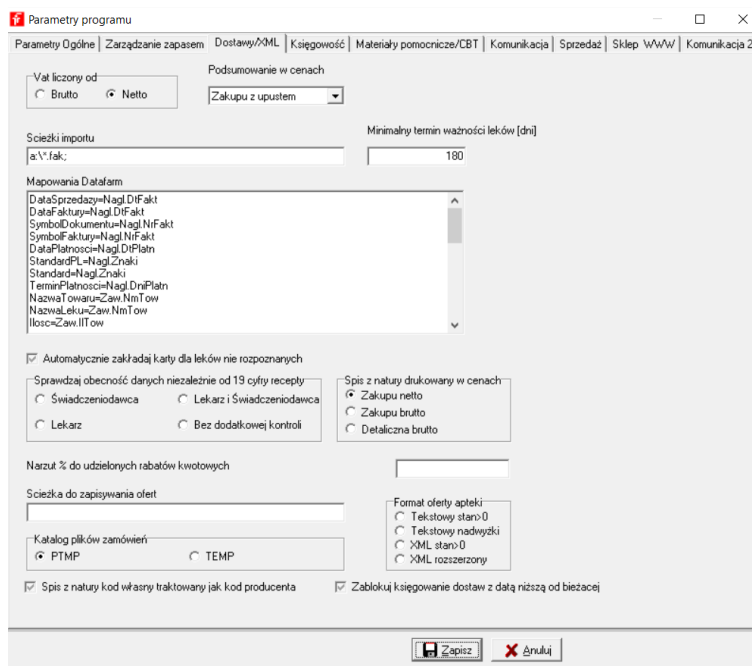 Parametry programu
Parametry Ogólne Zarządzanie zapasem Dostawy/XML Księgowość Materiały pomocnicze/CBT Komunikacja Sprzedaż Sklep WWW Komunikacja 2
Vat liczony od
Brutto Netto
Podsumowanie w cenach
Zakupu z upustem
Scieżki importu
a:\*.fak;
Minimalny termin ważności leków [dni]
180
Mapowania Datafarm
DataSprzedazy=Nagl.DtFakt
DataFaktury=Nagl.DtFakt
SymbolDokumentu=Nagl.NrFakt
SymbolFaktury=Nagl.NrFakt
DataPlatnosci=Nagl.DtPlatn
StandardPL=Nagl.Znaki
Standard=Nagl.Znaki
TerminPlatnosci=Nagl.DniPlatn
NazwaTowaru=Zaw.NmTow
NazwaLeku=Zaw.NmTow
Ilosc=Zaw.IlTow
Automatycznie zakładaj karty dla leków nie rozpoznanych
Sprawdzaj obecność danych niezależnie od 19 cyfry recepty
Świadczeniodawca Lekarz i Świadczeniodawca
Lekarz Bez dodatkowej kontroli
Spis z natury drukowany w cenach
Zakupu netto
Zakupu brutto
Detaliczna brutto
Narzut % do udzielonych rabatów kwotowych
Scieżka do zapisywania ofert
Format oferty apteki
Tekstowy stan>0
Tekstowy nadwyżki
XML stan>0
XML rozszerzony
Katalog plików zamówień
PTMP TEMP
Spis z natury kod własny traktowany jak kod producenta
Zablokuj księgowanie dostaw z datą niższą od bieżacej
Zapisz Anuluj